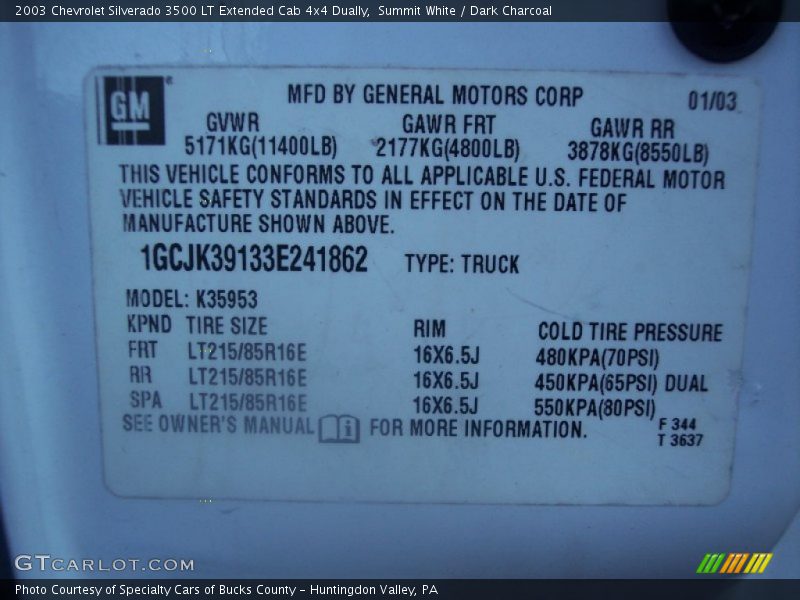 2003 Chevrolet Silverado 3500 LT Extended Cab 4x4 Dually,  Summit White / Dark Charcoal
GM®
MFD BY GENERAL MOTORS CORP 01/03
GVWR GAWR FRT GAWR RR
5171KG(11400LB) 2177KG(4800LB) 3878KG(8550LB)
THIS VEHICLE CONFORMS TO ALL APPLICABLE U.S. FEDERAL MOTOR
VEHICLE SAFETY STANDARDS IN EFFECT ON THE DATE OF
MANUFACTURE SHOWN ABOVE.
1GCJK39133E241862 TYPE: TRUCK
MODEL: K35953
KPND TIRE SIZE RIM COLD TIRE PRESSURE
FRT LT215/85R16E 16X6.5J 480KPA(70PSI)
RR LT215/85R16E 16X6.5J 450KPA(65PSI) DUAL
SPA LT215/85R16E 16X6.5J 550KPA(80PSI)
SEE OWNER'S MANUAL i FOR MORE INFORMATION.
F 344
T 3637
GTCARLOT.COM
Photo Courtesy of Specialty Cars of Bucks County - Huntingdon Valley, PA